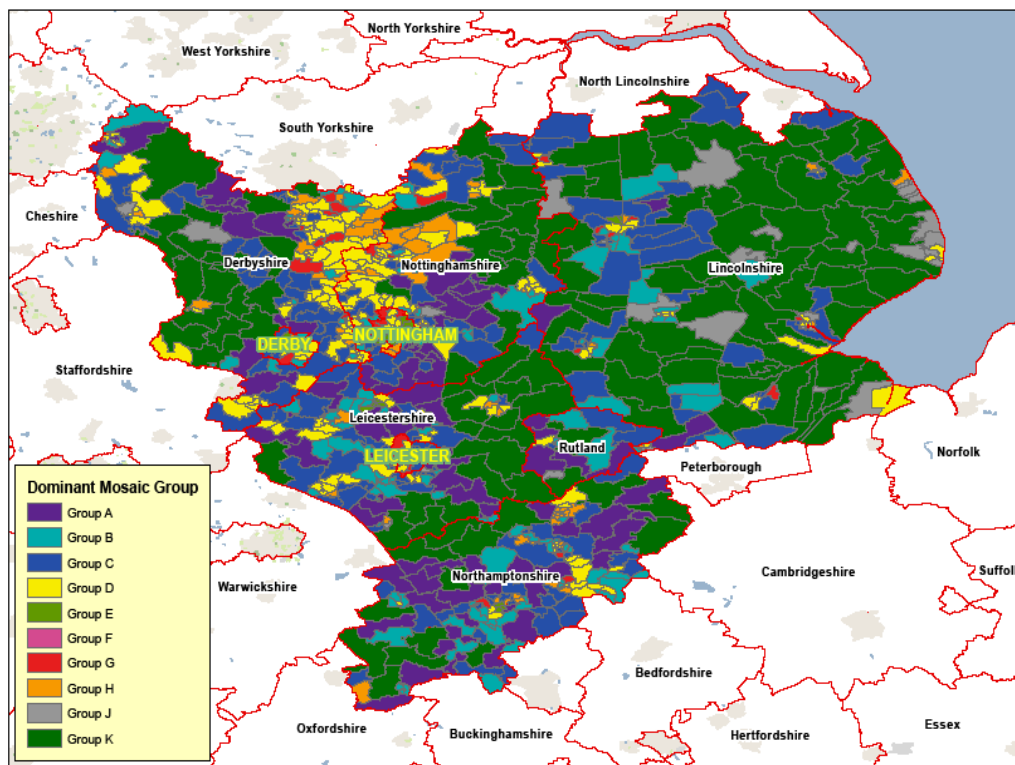 North Yorkshire
West Yorkshire
North Lincolnshire
South Yorkshire
Cheshire
Derbyshire
Nottinghamshire
Lincolnshire
NOTTINGHAM
DERBY
Staffordshire
Leicestershire
LEICESTER
Rutland
Norfolk
Peterborough
Dominant Mosaic Group
Group A
Group B
Group C
Group D
Group E
Group F
Group G
Group H
Group J
Group K
Warwickshire
Northamptonshire
Cambridgeshire
Suffol
Bedfordshire
Oxfordshire
Buckinghamshire
Hertfordshire
Essex